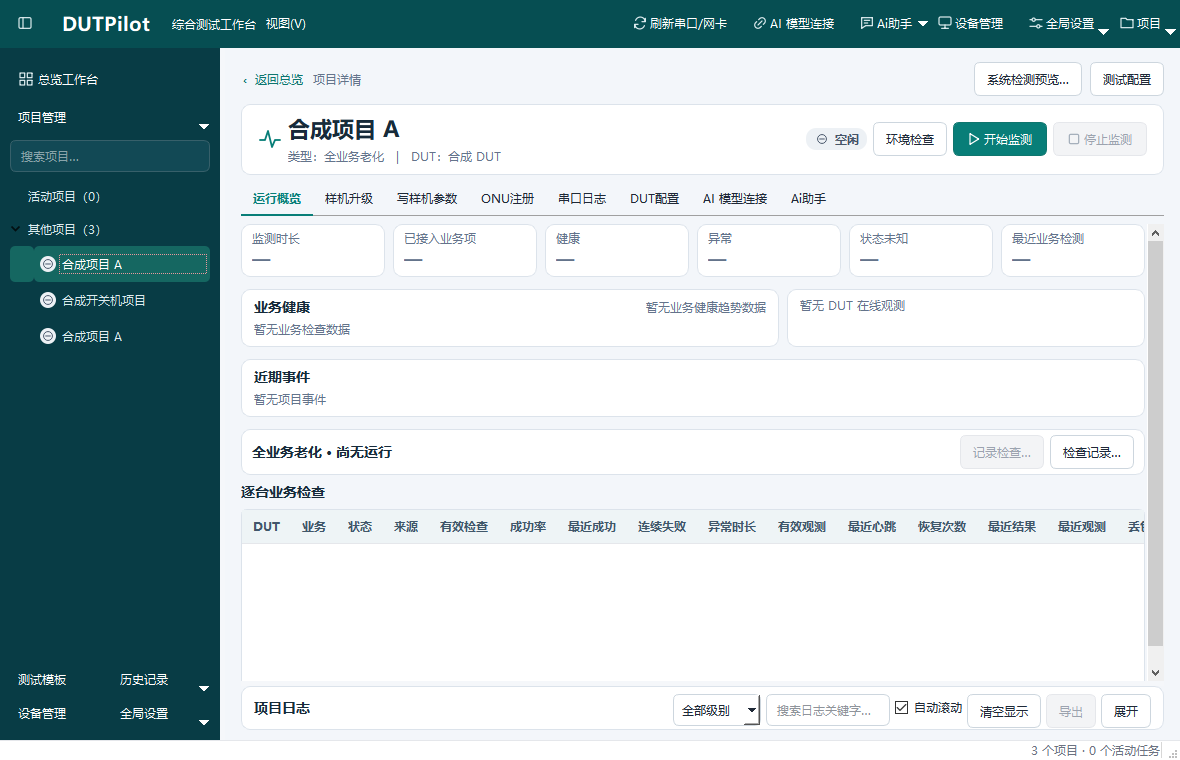 DUTPilot 综合测试工作台 视图(V) 刷新串口/网卡 AI 模型连接 Ai助手 设备管理 全局设置 项目
总览工作台
项目管理
搜索项目...
活动项目 (0)
其他项目 (3)
合成项目 A
合成开关机项目
合成项目 A
测试模板 历史记录
设备管理 全局设置
‹ 返回总览 项目详情 系统检测预览... 测试配置
合成项目 A
类型: 全业务老化 | DUT: 合成 DUT
空闲 环境检查 开始监测 停止监测
运行概览 样机升级 写样机参数 ONU注册 串口日志 DUT配置 AI 模型连接 Ai助手
监测时长 已接入业务项 健康 异常 状态未知 最近业务检测
— — — — — —
业务健康 暂无业务健康趋势数据
暂无业务检查数据
暂无 DUT 在线观测
近期事件
暂无项目事件
全业务老化 • 尚无运行 记录检查... 检查记录...
逐台业务检查
DUT 业务 状态 来源 有效检查 成功率 最近成功 连续失败 异常时长 有效观测 最近心跳 恢复次数 最近结果 最近观测 丢
项目日志 全部级别 搜索日志关键字... 自动滚动 清空显示 导出 展开
3 个项目 · 0 个活动任务